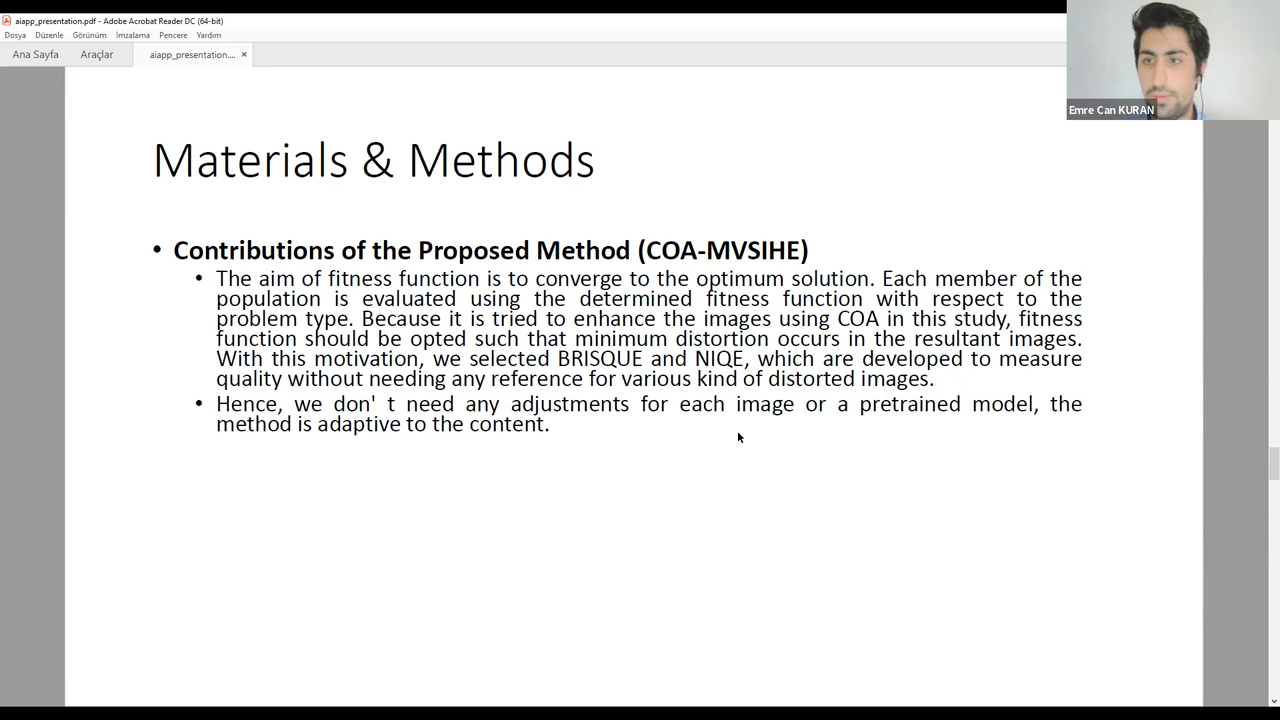 aiapp_presentation.pdf - Adobe Acrobat Reader DC (64-bit)
Dosya Düzenle Görünüm İmzalama Pencere Yardım
Ana Sayfa Araçlar aiapp_presentation.... ×
Emre Can KURAN
Materials & Methods
• Contributions of the Proposed Method (COA-MVSIHE)
• The aim of fitness function is to converge to the optimum solution. Each member of the
population is evaluated using the determined fitness function with respect to the
problem type. Because it is tried to enhance the images using COA in this study, fitness
function should be opted such that minimum distortion occurs in the resultant images.
With this motivation, we selected BRISQUE and NIQE, which are developed to measure
quality without needing any reference for various kind of distorted images.
• Hence, we don' t need any adjustments for each image or a pretrained model, the
method is adaptive to the content.